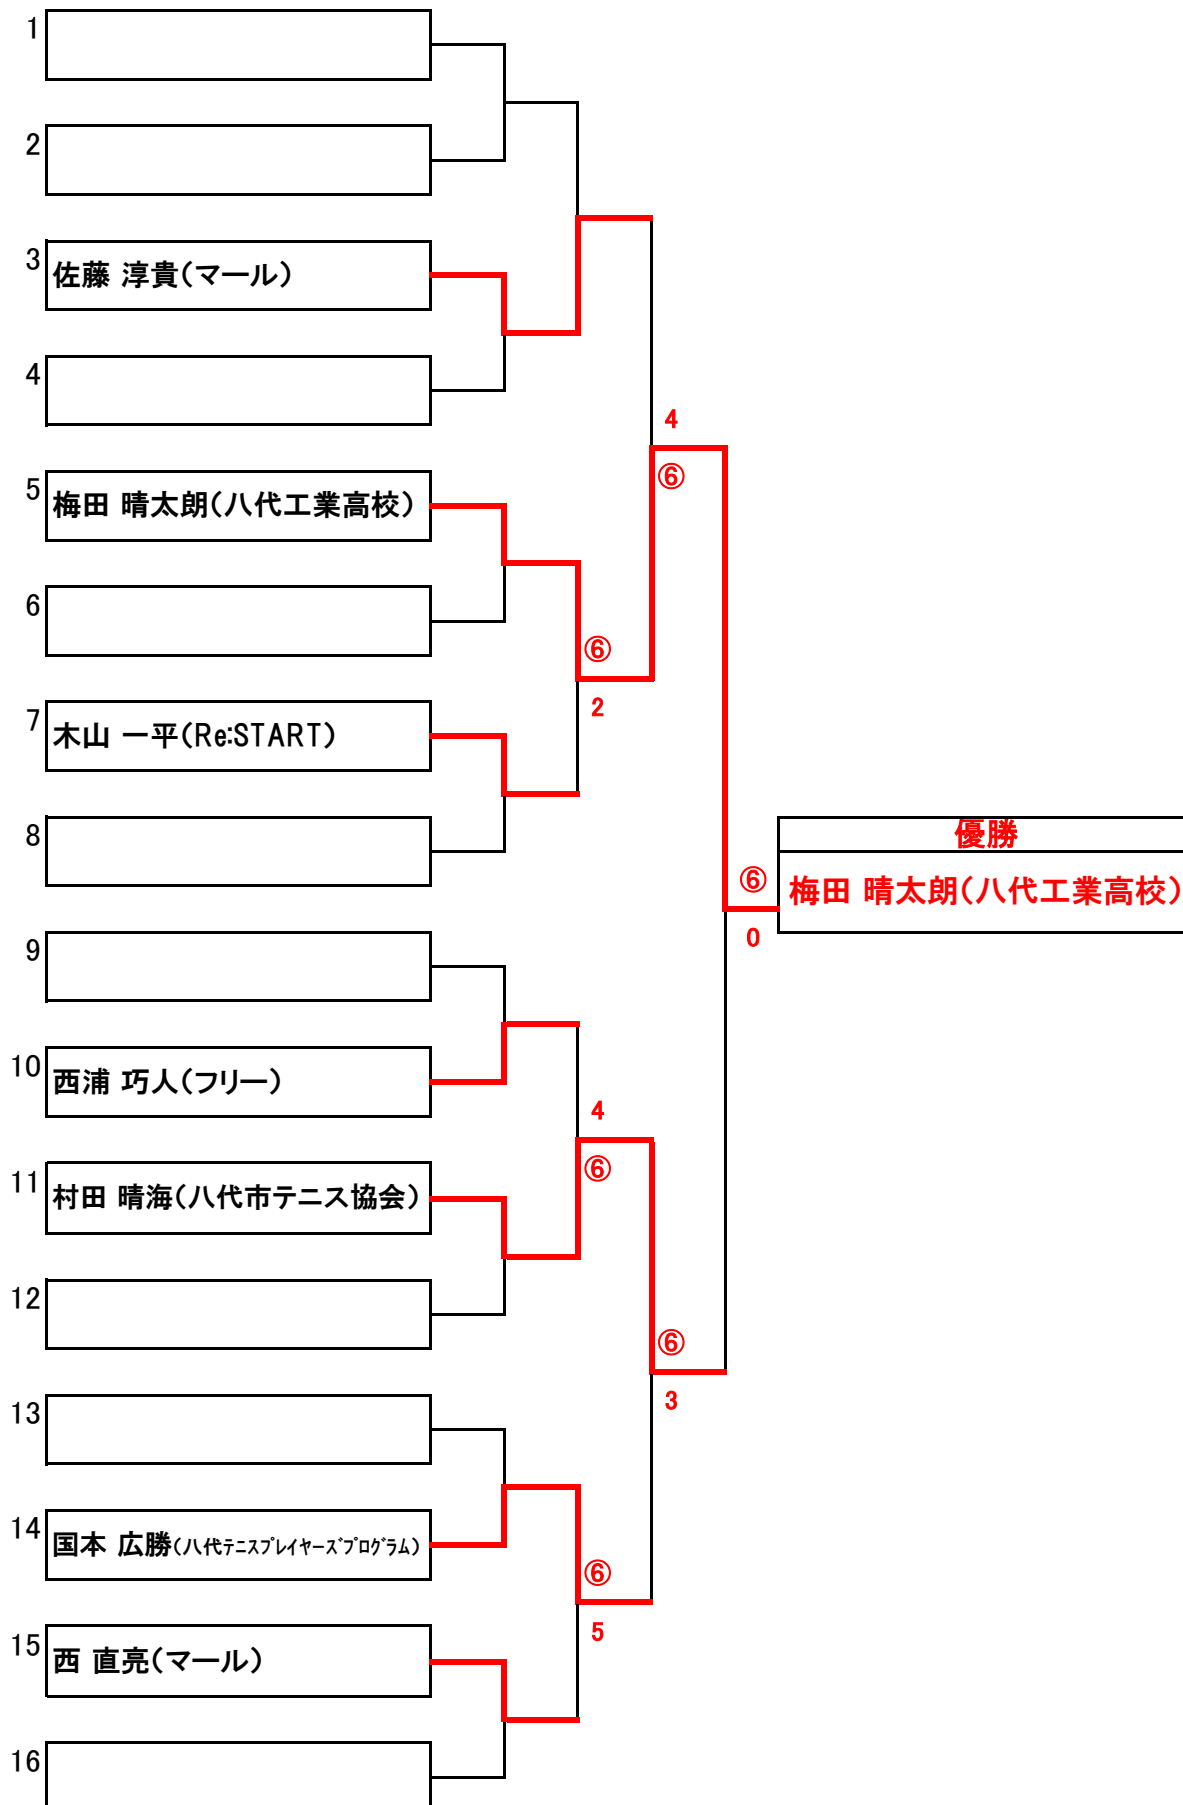 1
2
3 佐藤 淳貴(マール)
4
4
⑥
5 梅田 晴太朗(八代工業高校)
6
⑥
2
7 木山 一平(Re:START)
8
優勝
⑥ 梅田 晴太朗(八代工業高校)
0
9
10 西浦 巧人(フリー)
4
⑥
11 村田 晴海(八代市テニス協会)
12
⑥
3
13
14 国本 広勝(八代テニスプレイヤーズプログラム)
⑥
5
15 西 直亮(マール)
16